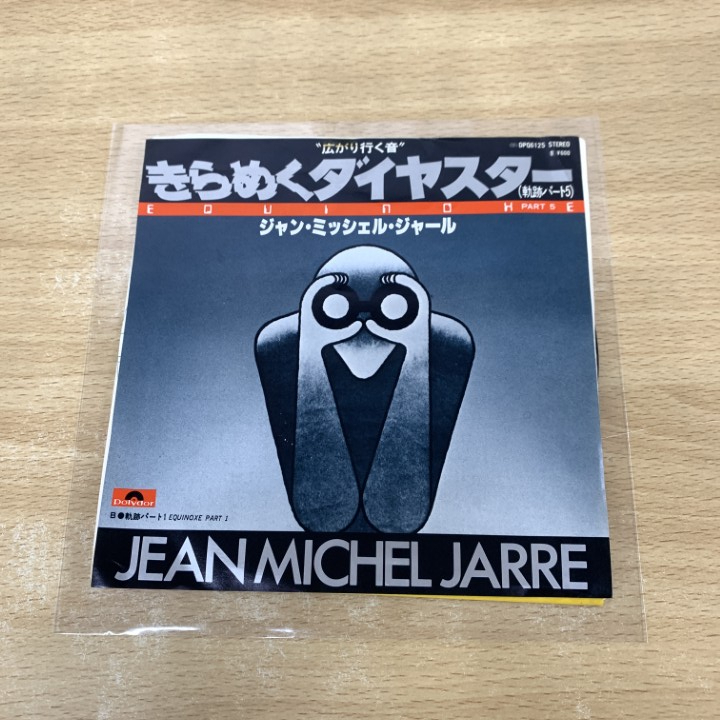 "広がり行く音"
DPQ6125 STEREO
¥600
きらめくダイヤスター
(軌跡パート5)
EQUINOXE PART 5
ジャン・ミッシェル・ジャール
Polydor
B●軌跡パート1 EQUINOXE PART 1
JEAN MICHEL JARRE